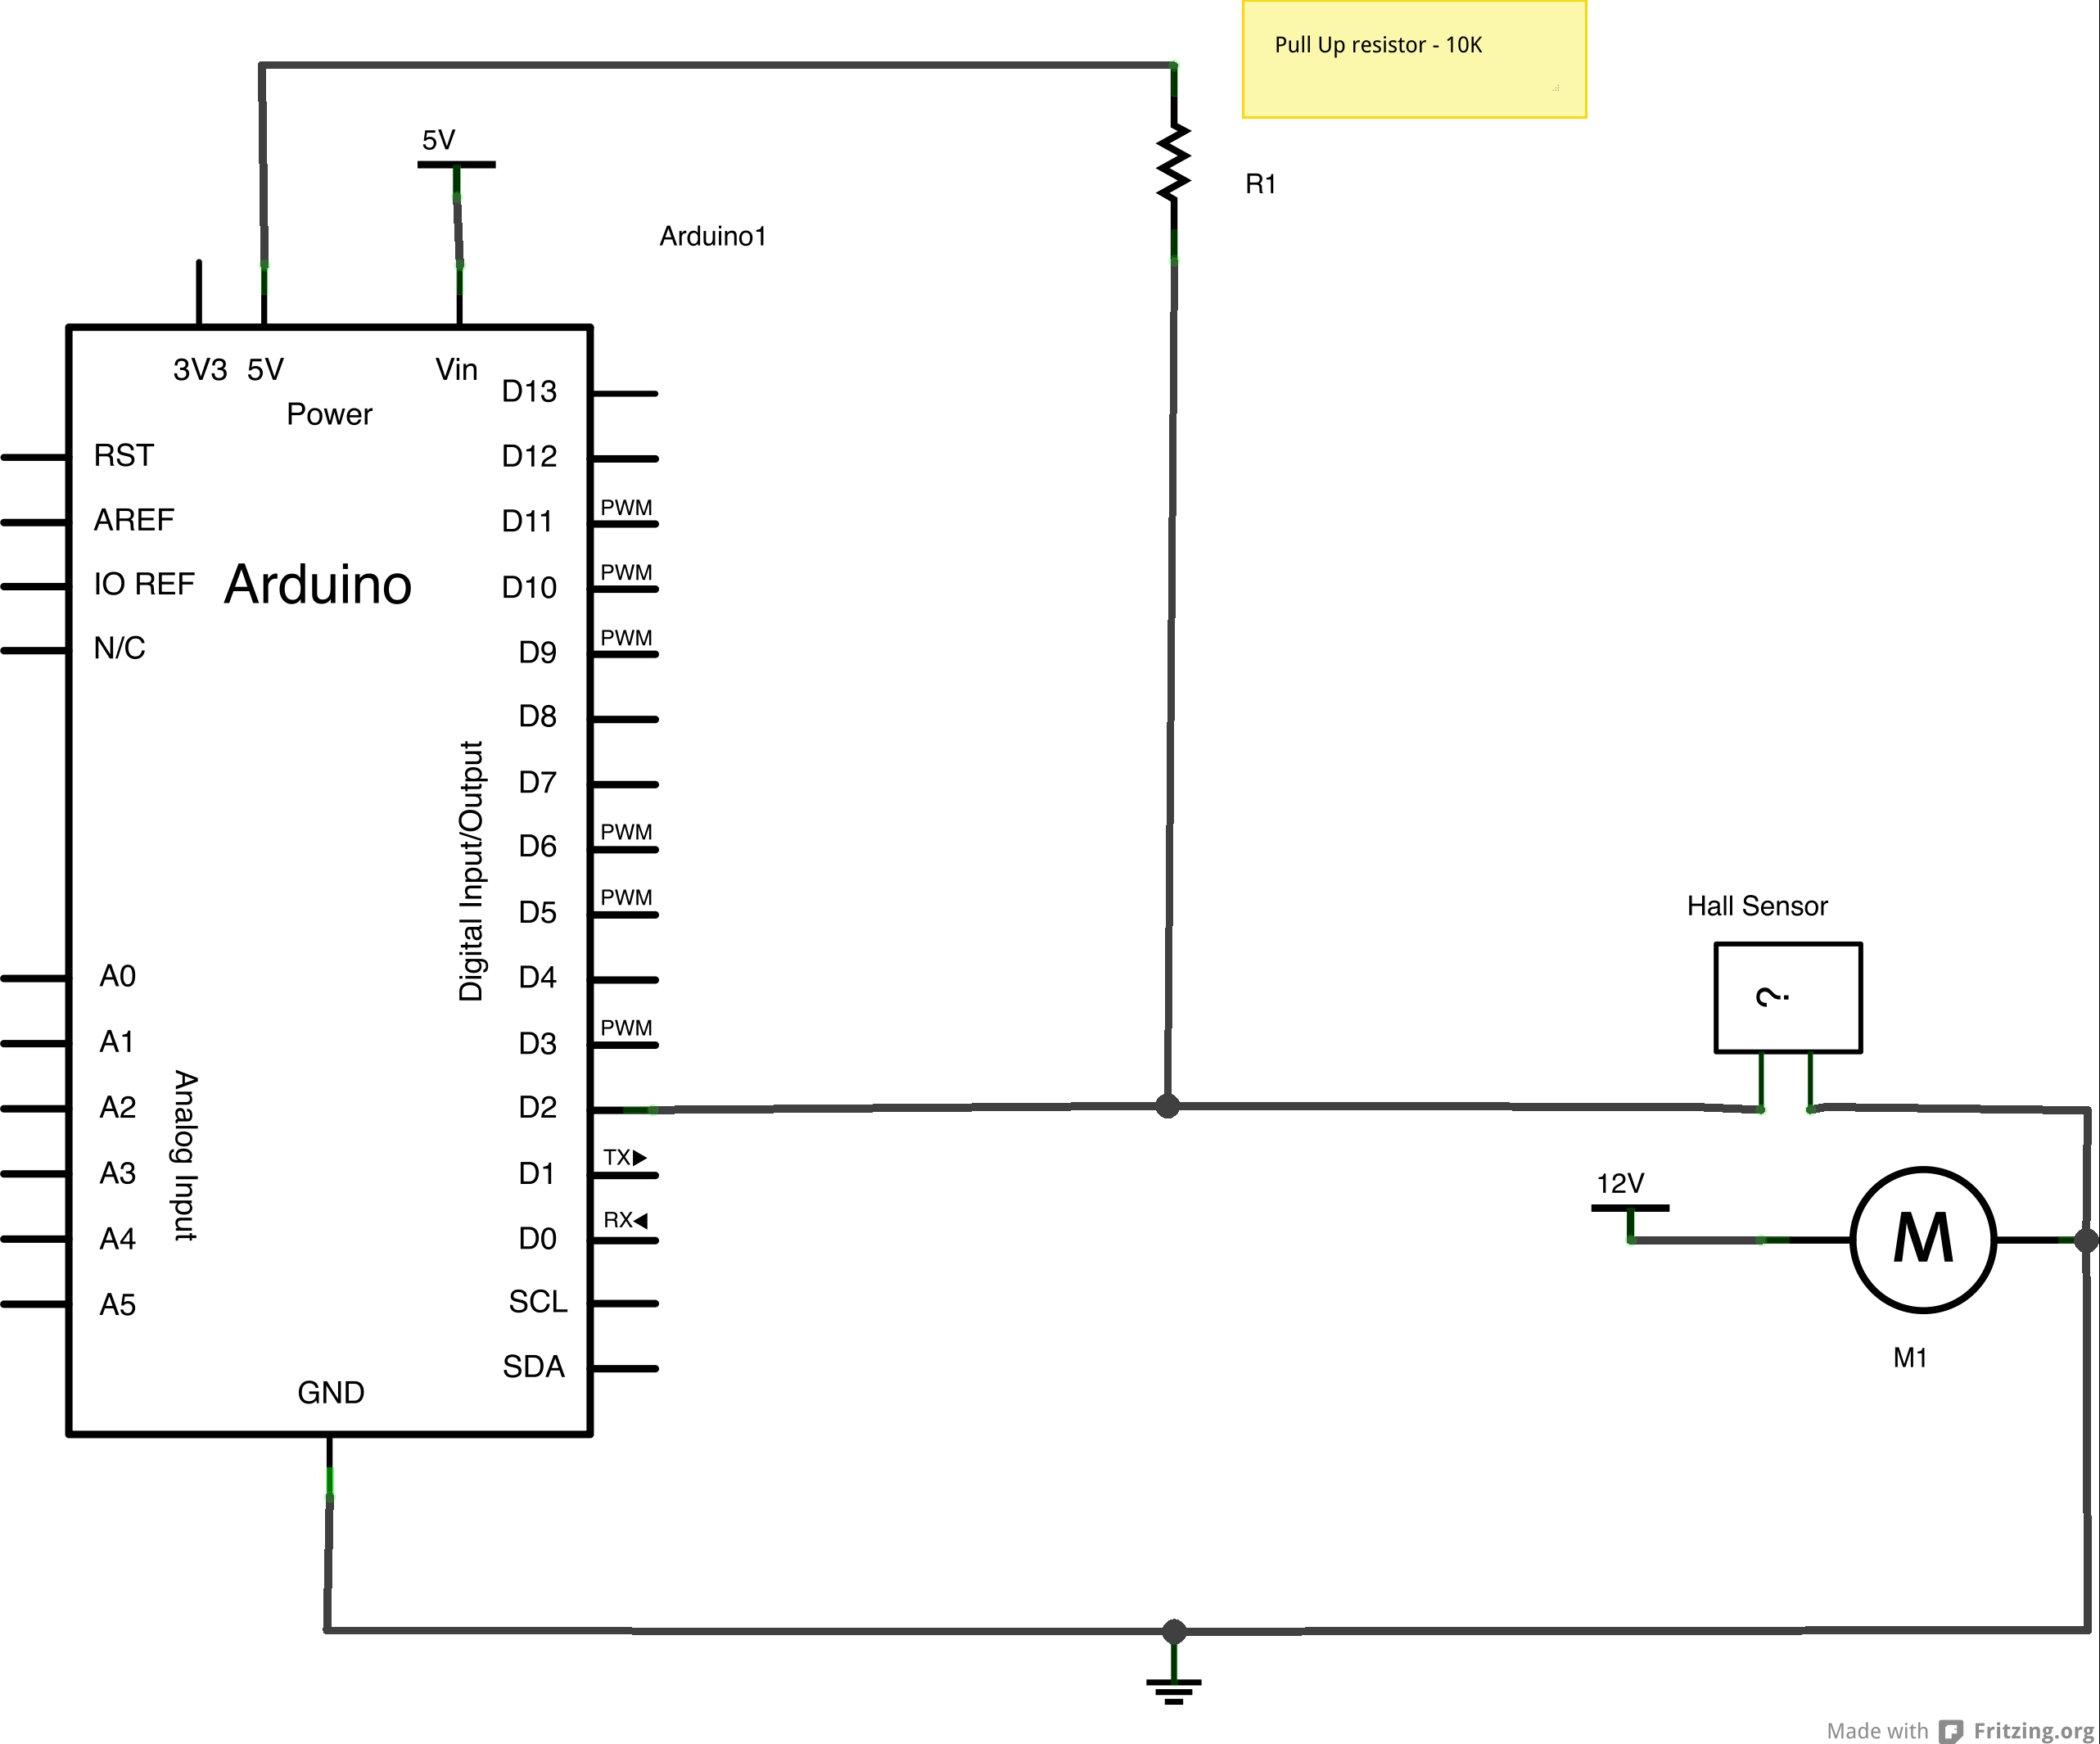 Pull Up resistor - 10K
5V
R1
Arduino1
3V3 5V Vin
Power
D13
RST
D12
AREF
D11 PWM
IO REF
Arduino
D10 PWM
N/C
D9 PWM
D8
Digital Input/Output
D7
D6 PWM
D5 PWM
Hall Sensor
?
A0
D4
A1
D3 PWM
Analog Input
A2
D2
A3
D1 TX
12V
A4
D0 RX
M
A5
SCL
M1
SDA
GND
Made with Fritzing.org